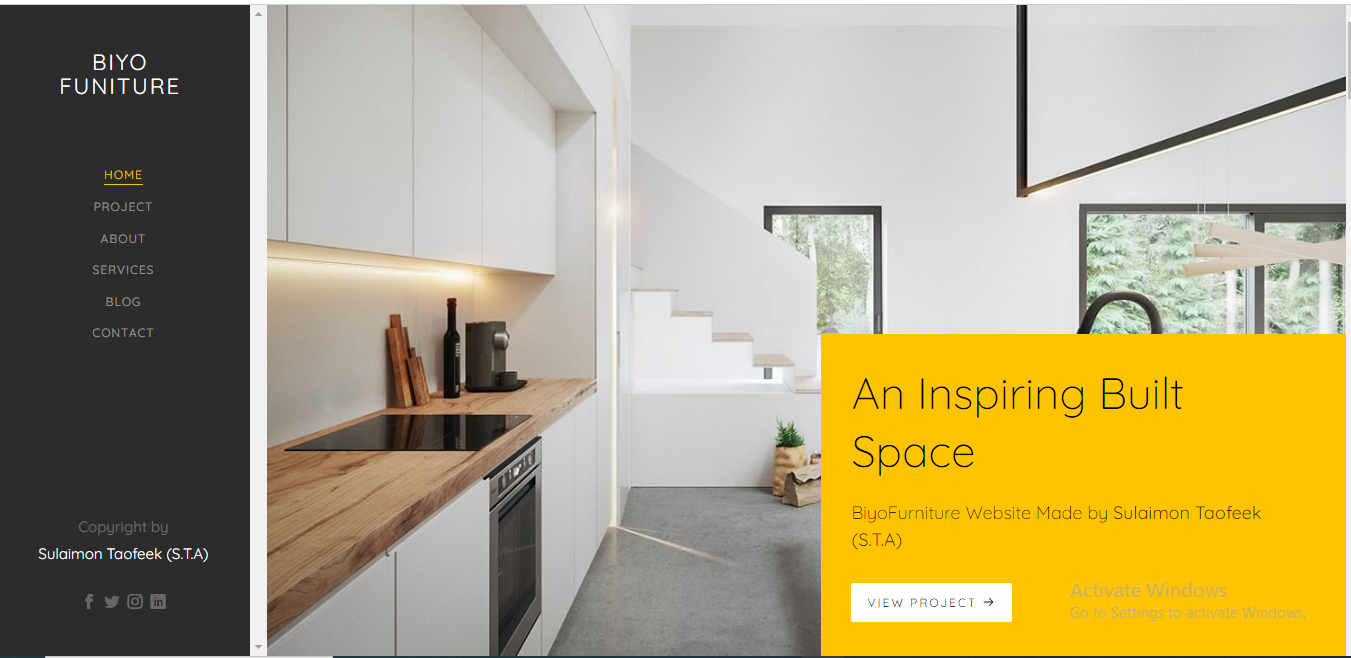 BIYO
FUNITURE
HOME
PROJECT
ABOUT
SERVICES
BLOG
CONTACT
Copyright by
Sulaimon Taofeek (S.T.A)
An Inspiring Built
Space
BiyoFurniture Website Made by Sulaimon Taofeek
(S.T.A)
VIEW PROJECT →
Activate Windows
Go to Settings to activate Windows.